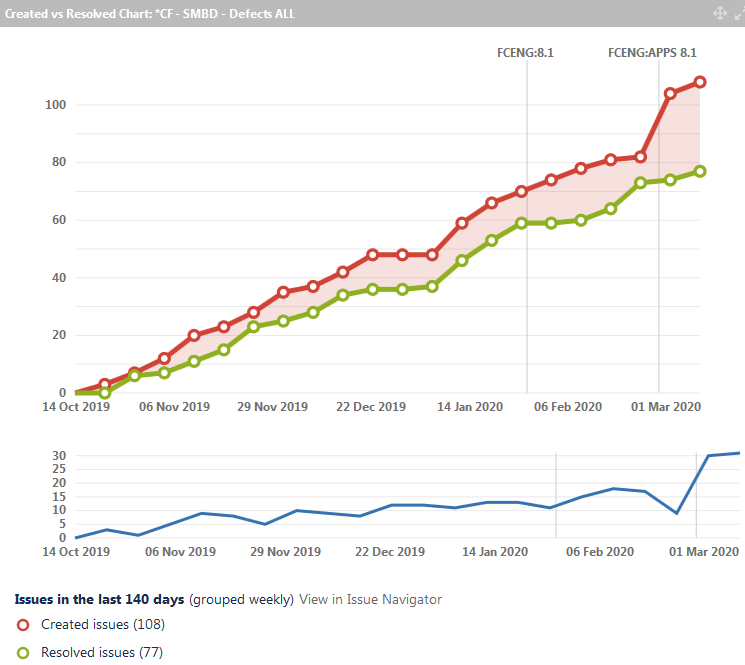 Created vs Resolved Chart: *CF - SMBD - Defects ALL
FCENG:8.1 FCENG:APPS 8.1
100
80
60
40
20
0
14 Oct 2019 06 Nov 2019 29 Nov 2019 22 Dec 2019 14 Jan 2020 06 Feb 2020 01 Mar 2020
30
25
20
15
10
5
0
14 Oct 2019 06 Nov 2019 29 Nov 2019 22 Dec 2019 14 Jan 2020 06 Feb 2020 01 Mar 2020
Issues in the last 140 days (grouped weekly) View in Issue Navigator
Created issues (108)
Resolved issues (77)